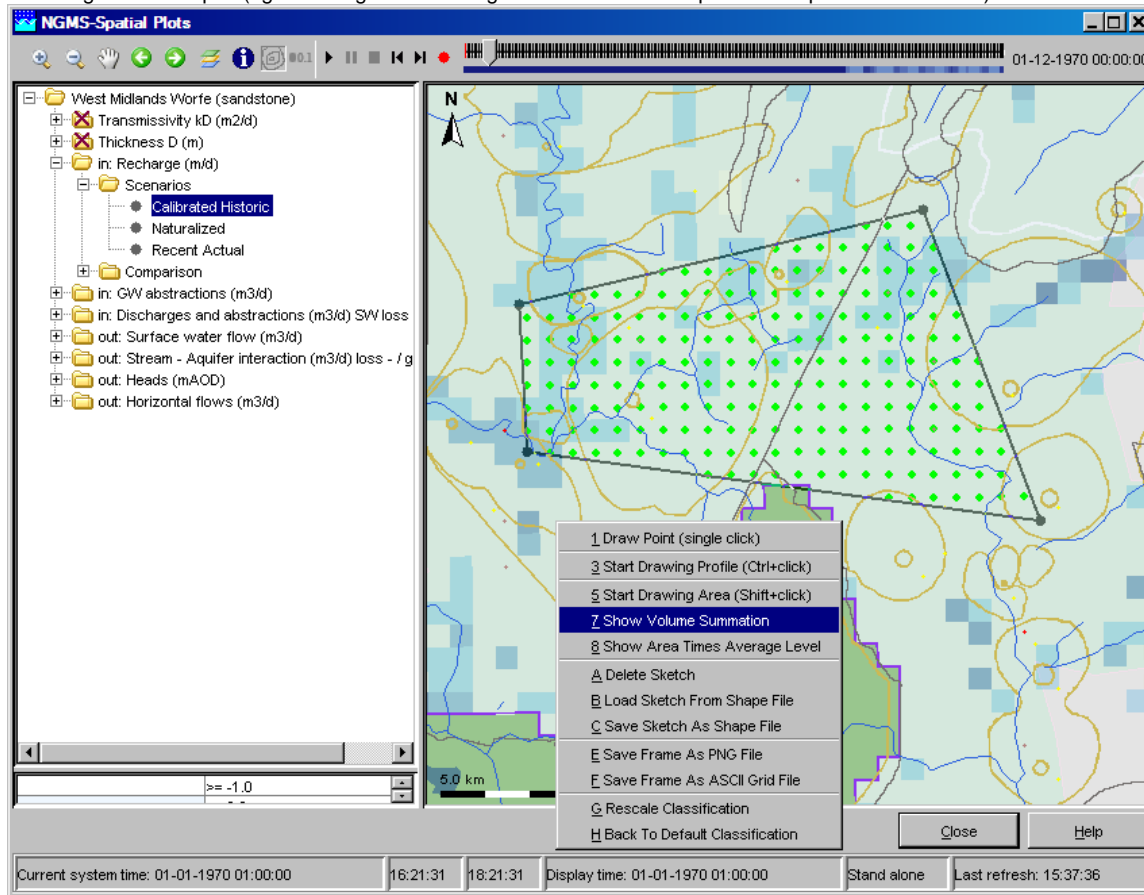 NGMS-Spatial Plots
0.1
01-12-1970 00:00:00
West Midlands Worfe (sandstone)
Transmissivity kD (m2/d)
Thickness D (m)
in: Recharge (m/d)
Scenarios
Calibrated Historic
Naturalized
Recent Actual
Comparison
in: GW abstractions (m3/d)
in: Discharges and abstractions (m3/d) SW loss
out: Surface water flow (m3/d)
out: Stream - Aquifer interaction (m3/d) loss - / g
out: Heads (mAOD)
out: Horizontal flows (m3/d)
>= -1.0
N
5.0 km
1 Draw Point (single click)
3 Start Drawing Profile (Ctrl+click)
5 Start Drawing Area (Shift+click)
7 Show Volume Summation
8 Show Area Times Average Level
A Delete Sketch
B Load Sketch From Shape File
C Save Sketch As Shape File
E Save Frame As PNG File
F Save Frame As ASCII Grid File
G Rescale Classification
H Back To Default Classification
Close Help
Current system time: 01-01-1970 01:00:00 16:21:31 18:21:31 Display time: 01-01-1970 01:00:00 Stand alone Last refresh: 15:37:36